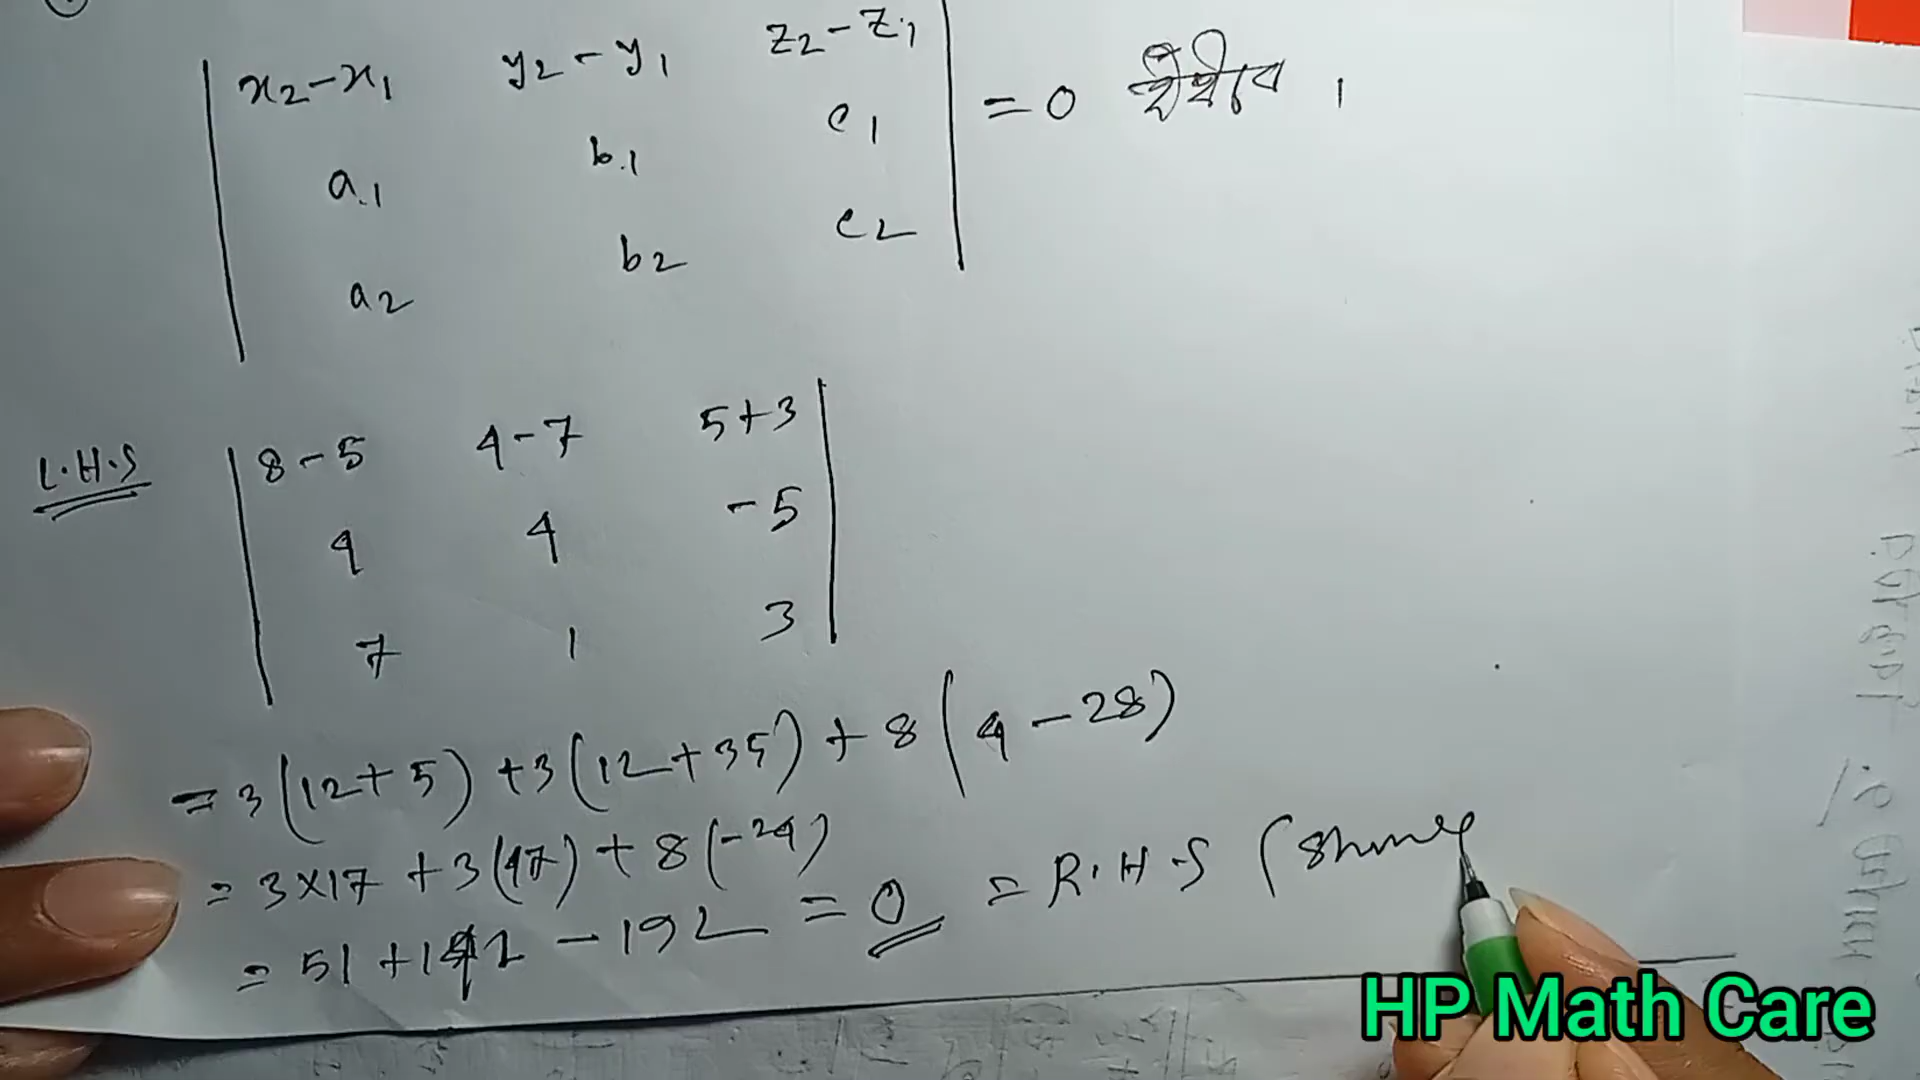 x₂-x₁ y₂-y₁ z₂-z₁
a₁ b₁ c₁ =0
a₂ b₂ c₂
L.H.S 8-5 4-7 5+3
4 4 -5
7 1 3
=3(12+5)+3(12+35)+8(4-28)
=3×17+3(47)+8(-24)
=51+141-192=0=R.H.S
HP Math Care